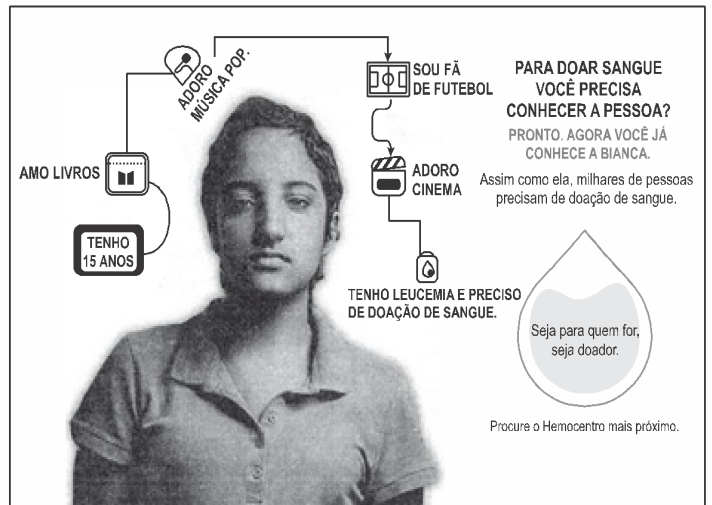 ADORO
MÚSICA POP.
AMO LIVROS
TENHO
15 ANOS
SOU FÃ
DE FUTEBOL
ADORO
CINEMA
TENHO LEUCEMIA E PRECISO
DE DOAÇÃO DE SANGUE.
PARA DOAR SANGUE
VOCÊ PRECISA
CONHECER A PESSOA?
PRONTO. AGORA VOCÊ JÁ
CONHECE A BIANCA.
Assim como ela, milhares de pessoas
precisam de doação de sangue.
Seja para quem for,
seja doador.
Procure o Hemocentro mais próximo.